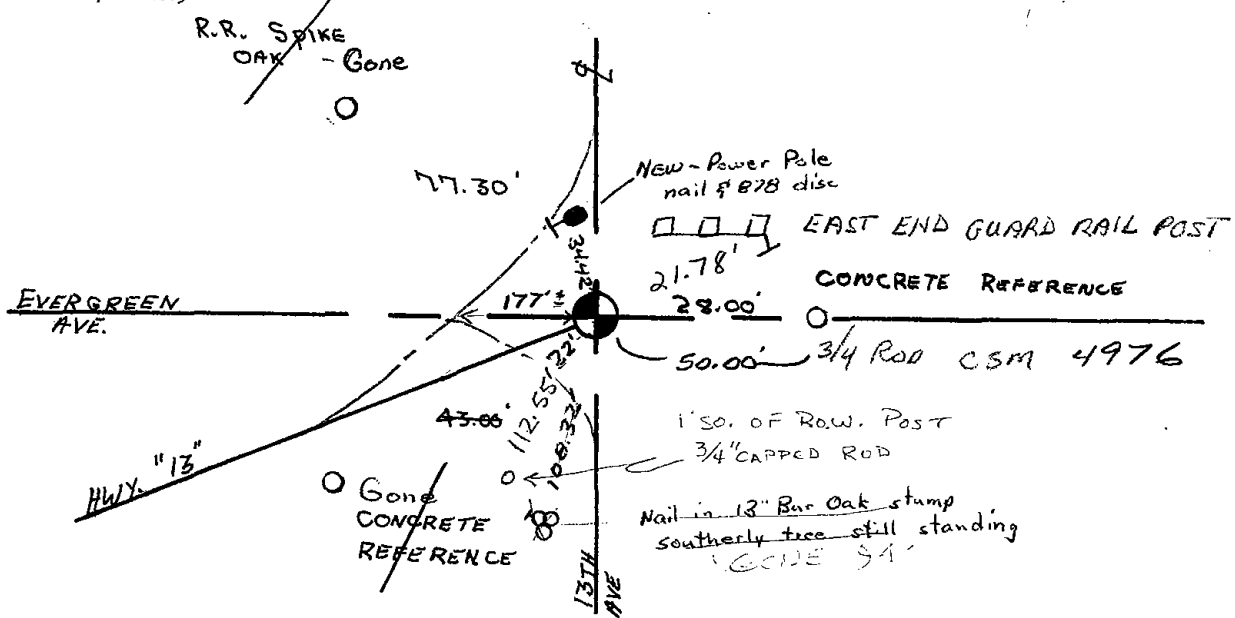 R.R. SPIKE
OAK - Gone
77.30'
NEW-Power Pole
nail & 878 disc
EAST END GUARD RAIL POST
34.42
21.78'
CONCRETE REFERENCE
EVERGREEN
AVE.
177'±
28.00'
50.00'
3/4 ROD CSM 4976
22'
43.00'
112.55'
108.32'
1' SO. OF R.O.W. POST
3/4" CAPPED ROD
HWY. "13"
Gone
CONCRETE
REFERENCE
Nail in 13" Bur Oak stump
southerly tree still standing
13TH
AVE